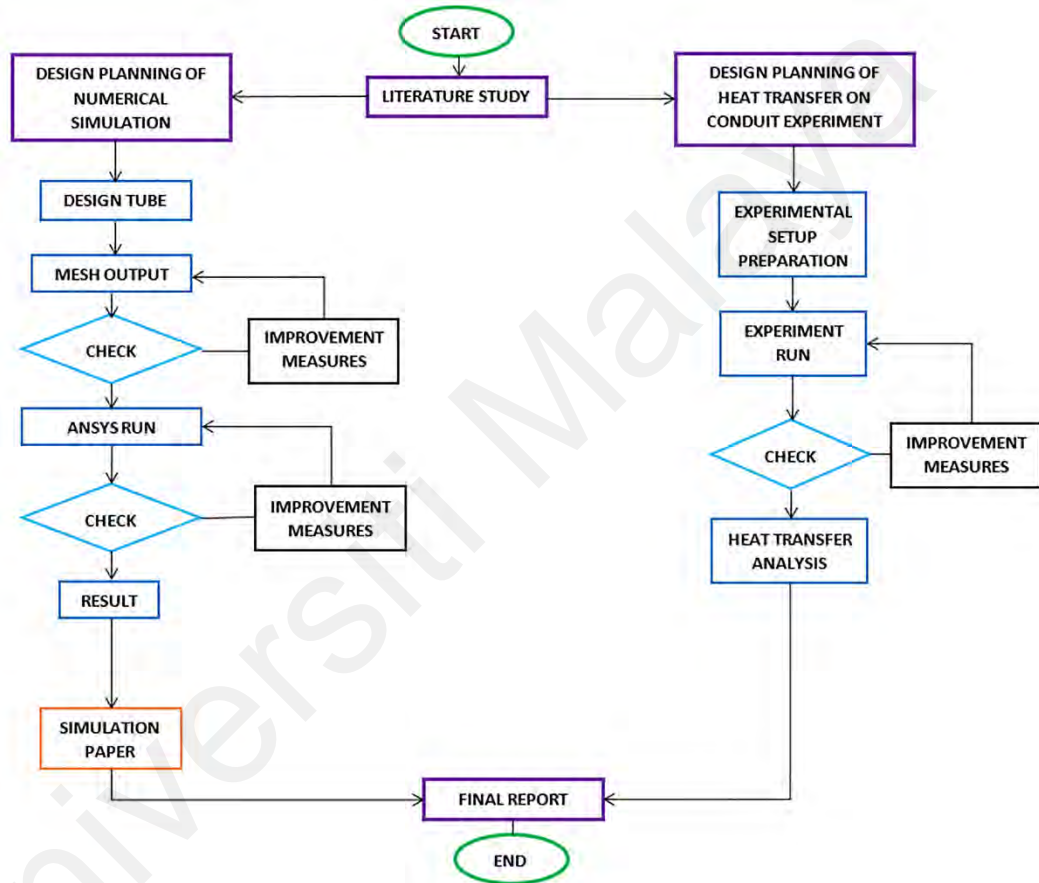 START
LITERATURE STUDY
DESIGN PLANNING OF
NUMERICAL
SIMULATION
DESIGN TUBE
MESH OUTPUT
CHECK
IMPROVEMENT
MEASURES
ANSYS RUN
CHECK
IMPROVEMENT
MEASURES
RESULT
SIMULATION
PAPER
DESIGN PLANNING OF
HEAT TRANSFER ON
CONDUIT EXPERIMENT
EXPERIMENTAL
SETUP
PREPARATION
EXPERIMENT
RUN
CHECK
IMPROVEMENT
MEASURES
HEAT TRANSFER
ANALYSIS
FINAL REPORT
END
niversiti Malaya